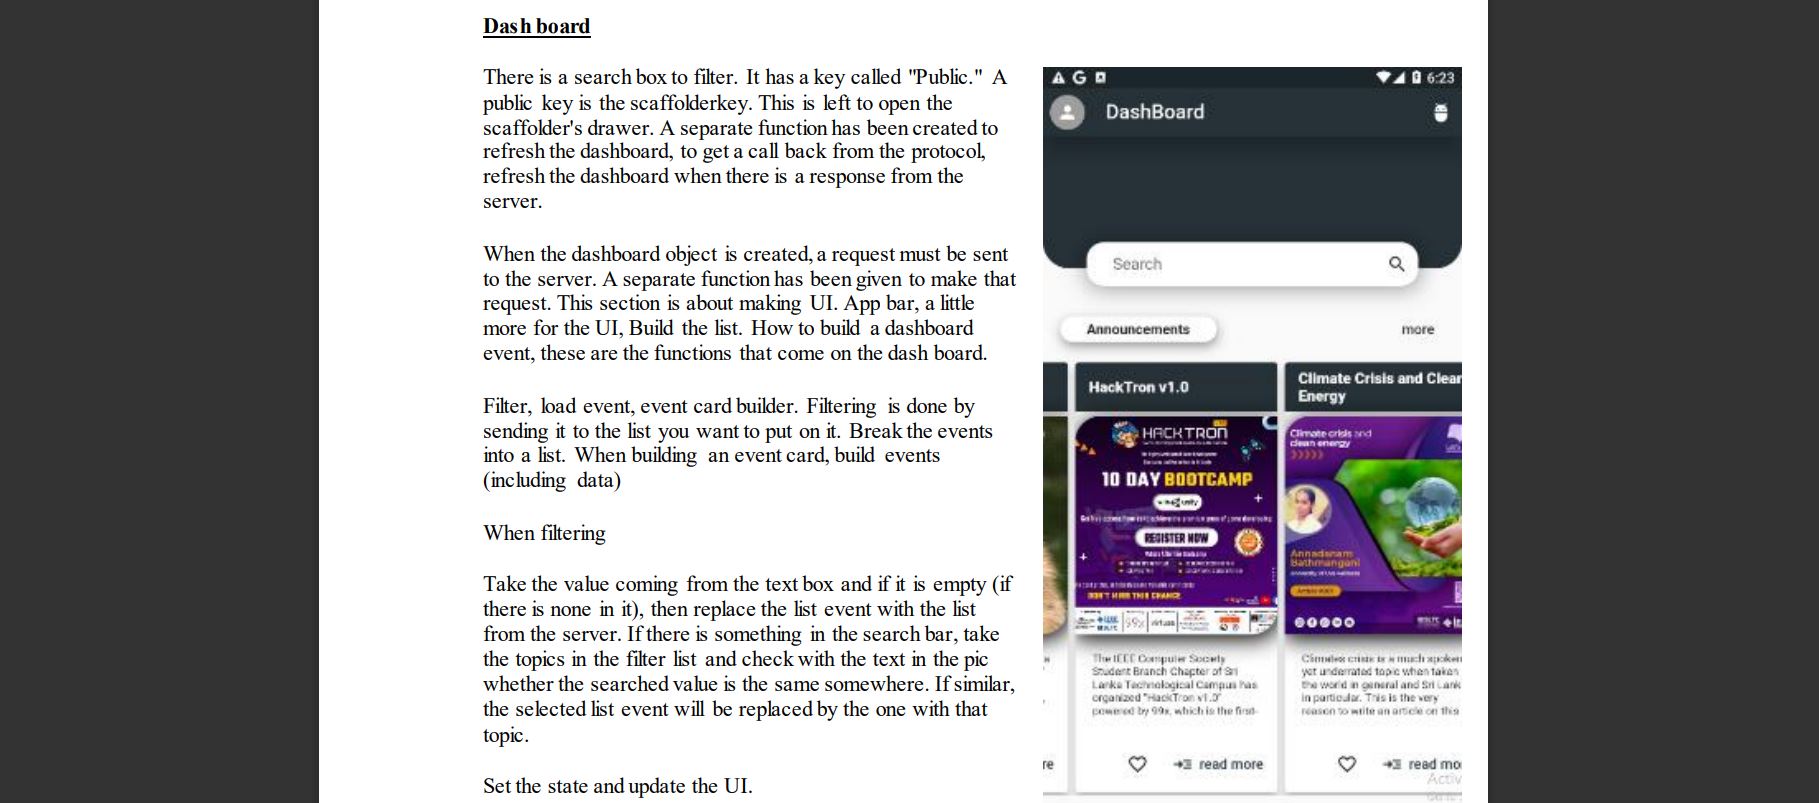 Dash board
There is a search box to filter. It has a key called "Public." A
public key is the scaffolderkey. This is left to open the
scaffolder's drawer. A separate function has been created to
refresh the dashboard, to get a call back from the protocol,
refresh the dashboard when there is a response from the
server.
When the dashboard object is created, a request must be sent
to the server. A separate function has been given to make that
request. This section is about making UI. App bar, a little
more for the UI, Build the list. How to build a dashboard
event, these are the functions that come on the dash board.
Filter, load event, event card builder. Filtering is done by
sending it to the list you want to put on it. Break the events
into a list. When building an event card, build events
(including data)
When filtering
Take the value coming from the text box and if it is empty (if
there is none in it), then replace the list event with the list
from the server. If there is something in the search bar, take
the topics in the filter list and check with the text in the pic
whether the searched value is the same somewhere. If similar,
the selected list event will be replaced by the one with that
topic.
Set the state and update the UI.
6:23
DashBoard
Search
Announcements
more
HackTron v1.0
HACKTRON
10 DAY BOOTCAMP
unity
REGISTER NOW
DON'T MISS THIS CHANCE
99x
virtusa
The IEEE Computer Society
Student Branch Chapter of Sri
Lanka Technological Campus has
organized "HackTron v1.0"
powered by 99x, which is the first-
read more
Climate Crisis and Clear
Energy
Climate crisis and
clean energy
Annadanam
Bathmangani
Climates crisis is a much spoken
yet underrated topic when taken
the world in general and Sri Lank
in particular. This is the very
reason to write an article on this
read mo
re
Activ